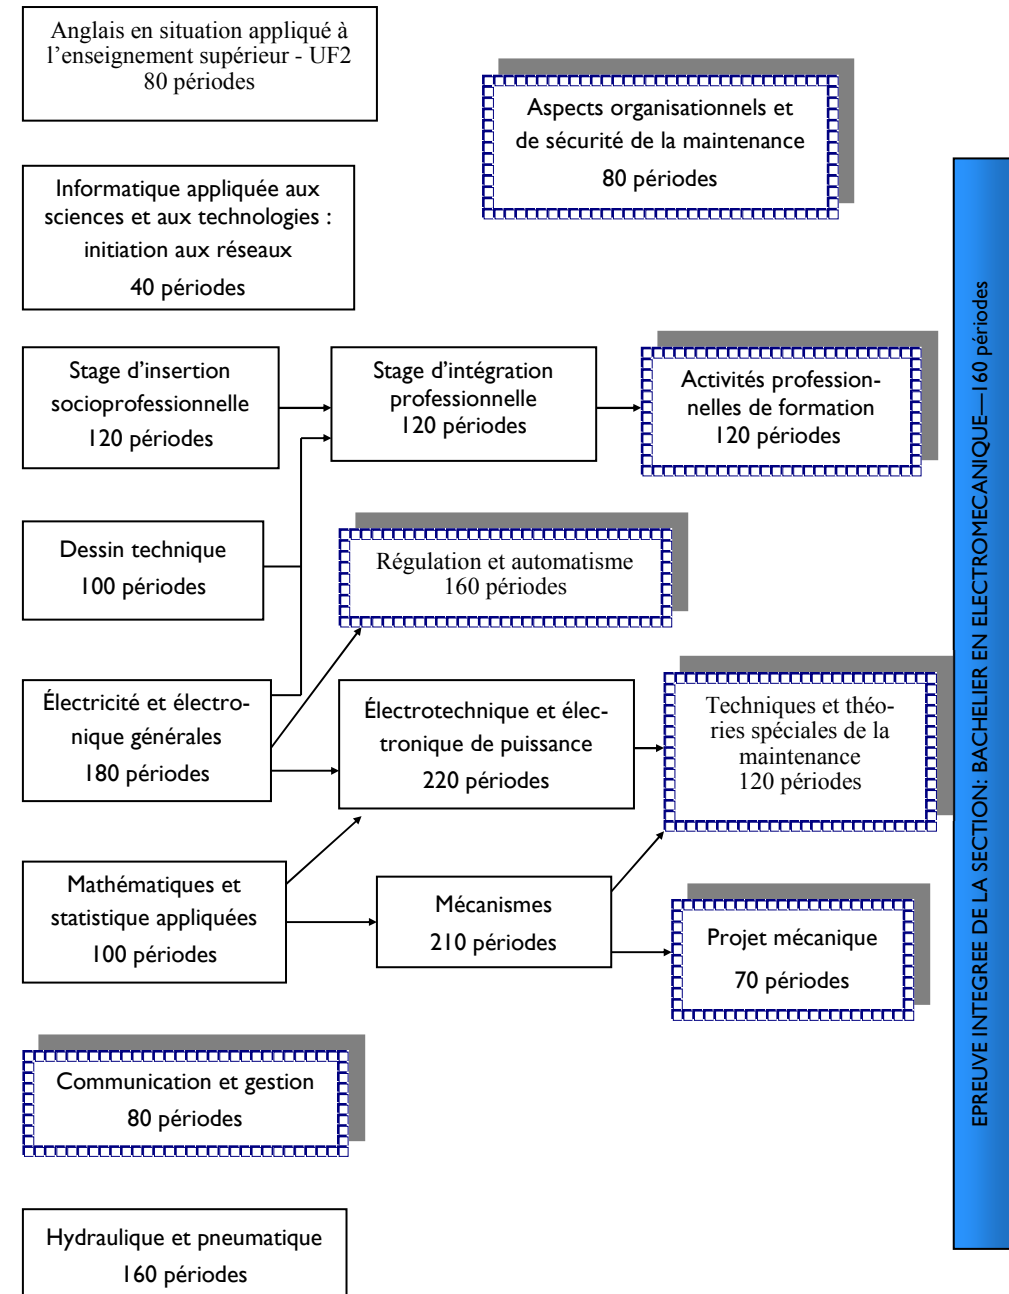 Anglais en situation appliqué à
l’enseignement supérieur - UF2
80 périodes
Aspects organisationnels et
de sécurité de la maintenance
80 périodes
Informatique appliquée aux
sciences et aux technologies :
initiation aux réseaux
40 périodes
Stage d’insertion
socioprofessionnelle
120 périodes
Stage d’intégration
professionnelle
120 périodes
Activités profession-
nelles de formation
120 périodes
Dessin technique
100 périodes
Régulation et automatisme
160 périodes
Électricité et électro-
nique générales
180 périodes
Électrotechnique et élec-
tronique de puissance
220 périodes
Techniques et théo-
ries spéciales de la
maintenance
120 périodes
Mathématiques et
statistique appliquées
100 périodes
Mécanismes
210 périodes
Projet mécanique
70 périodes
Communication et gestion
80 périodes
Hydraulique et pneumatique
160 périodes
EPREUVE INTEGREE DE LA SECTION: BACHELIER EN ELECTROMECANIQUE—160 périodes